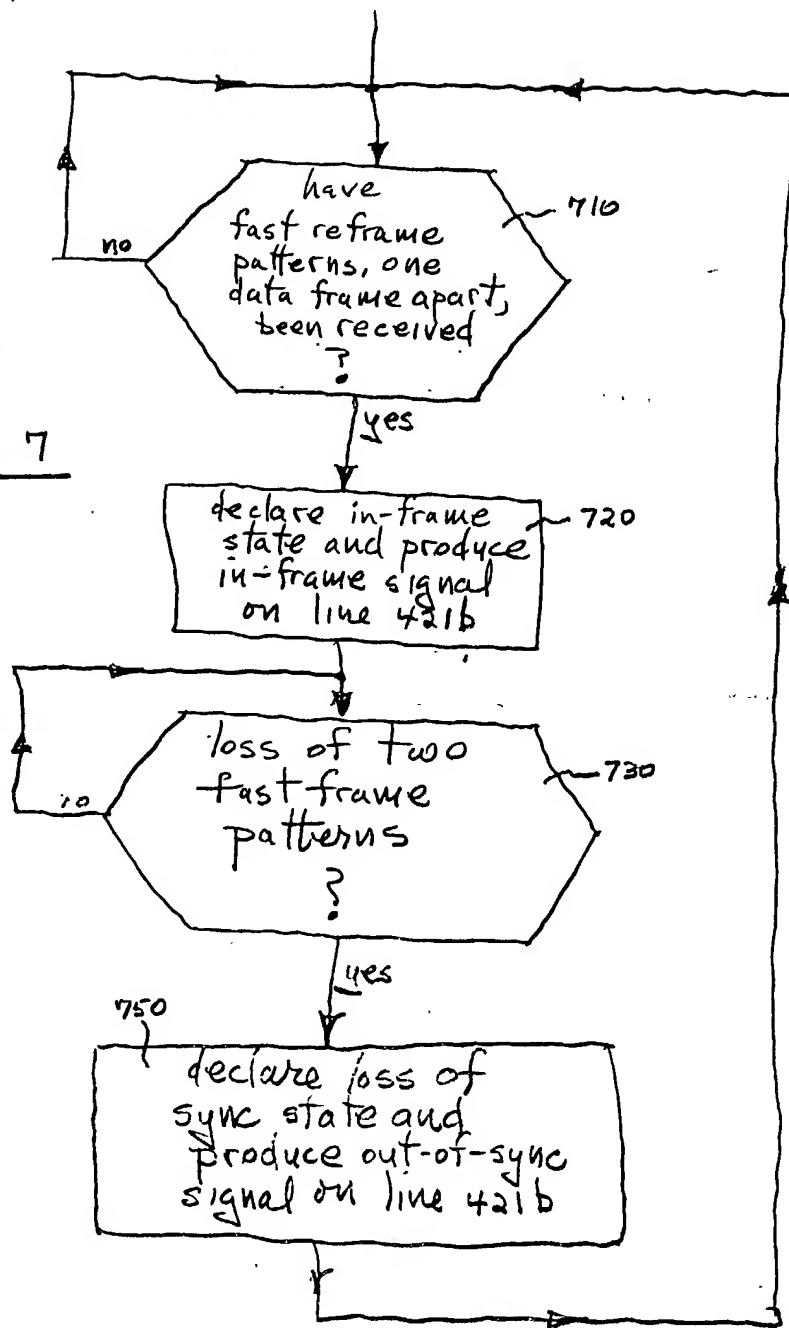 have
fast reframe
patterns, one
data frame apart,
been received
?
710
no
yes
7
declare in-frame
state and produce
in-frame signal
on line 421b
720
loss of two
fast frame
patterns
?
730
yes
750
declare loss of
sync state and
produce out-of-sync
signal on line 421b